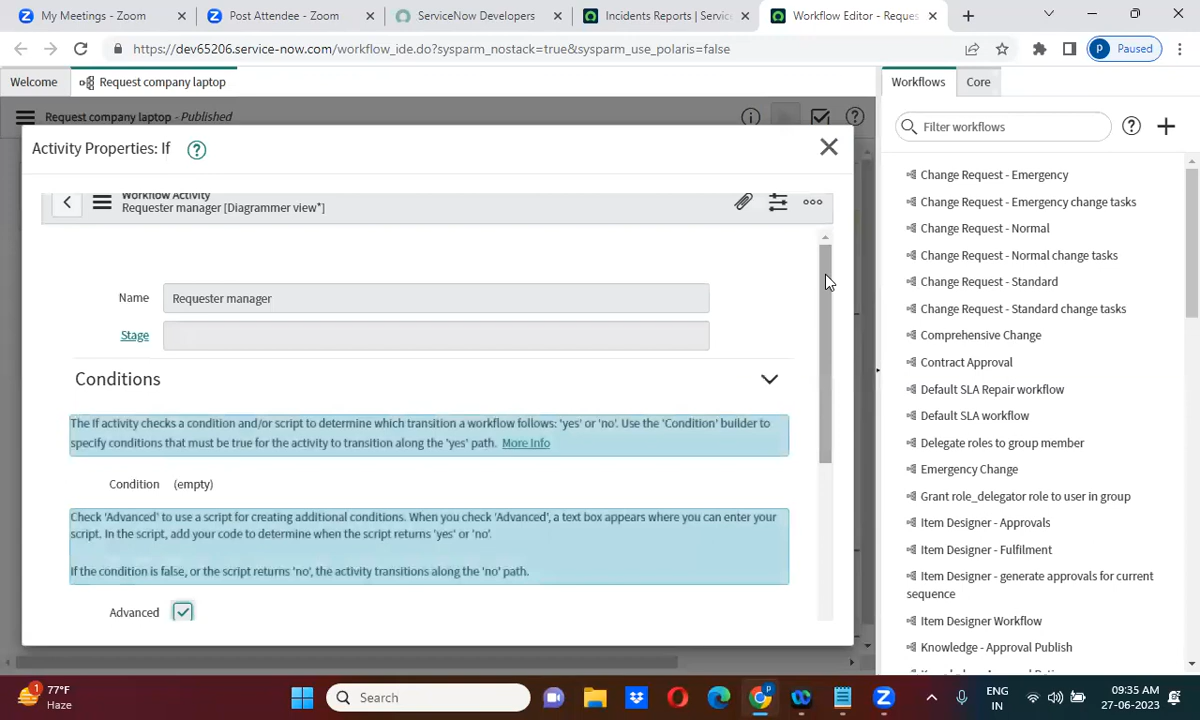 My Meetings - Zoom
Post Attendee - Zoom
ServiceNow Developers
Incidents Reports | Servic
Workflow Editor - Reques
https://dev65206.service-now.com/workflow_ide.do?sysparm_nostack=true&sysparm_use_polaris=false
P Paused
Welcome
Request company laptop
Workflows
Core
Request company laptop - Published
Filter workflows
Activity Properties: If
Workflow Activity
Requester manager [Diagrammer view*]
Name Requester manager
Stage
Conditions
The If activity checks a condition and/or script to determine which transition a workflow follows: 'yes' or 'no'. Use the 'Condition' builder to
specify conditions that must be true for the activity to transition along the 'yes' path. More Info
Condition (empty)
Check 'Advanced' to use a script for creating additional conditions. When you check 'Advanced', a text box appears where you can enter your
script. In the script, add your code to determine when the script returns 'yes' or 'no'.
If the condition is false, or the script returns 'no', the activity transitions along the 'no' path.
Advanced
Change Request - Emergency
Change Request - Emergency change tasks
Change Request - Normal
Change Request - Normal change tasks
Change Request - Standard
Change Request - Standard change tasks
Comprehensive Change
Contract Approval
Default SLA Repair workflow
Default SLA workflow
Delegate roles to group member
Emergency Change
Grant role_delegator role to user in group
Item Designer - Approvals
Item Designer - Fulfilment
Item Designer - generate approvals for current
sequence
Item Designer Workflow
Knowledge - Approval Publish
1
77°F
Haze
Search
ENG
IN
09:35 AM
27-06-2023